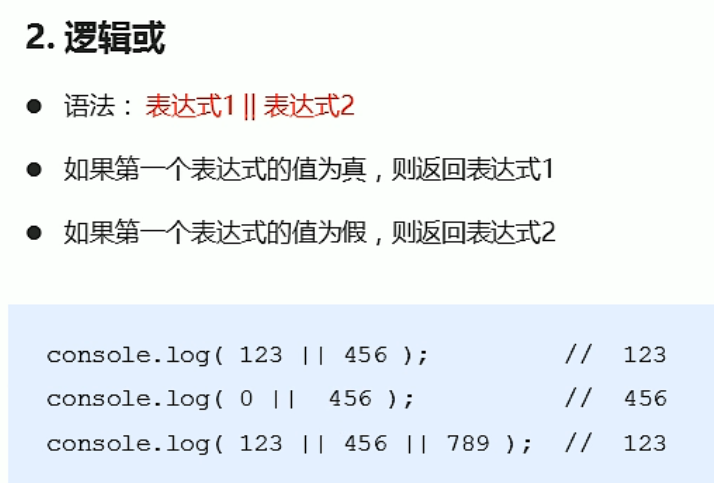 2. 逻辑或
● 语法： 表达式1 || 表达式2
● 如果第一个表达式的值为真，则返回表达式1
● 如果第一个表达式的值为假，则返回表达式2
console.log( 123 || 456 ); // 123
console.log( 0 ||  456 ); // 456
console.log( 123 || 456 || 789 ); // 123